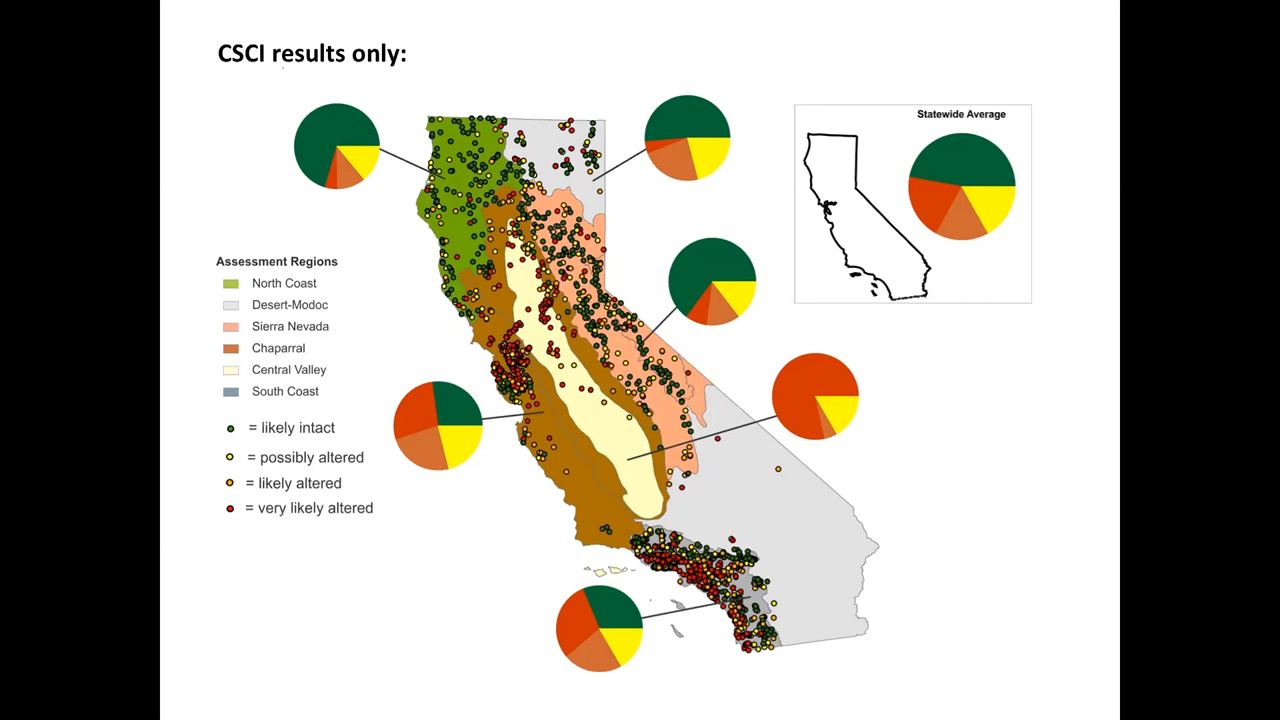 CSCI results only:
Statewide Average
Assessment Regions
North Coast
Desert-Modoc
Sierra Nevada
Chaparral
Central Valley
South Coast
= likely intact
= possibly altered
= likely altered
= very likely altered